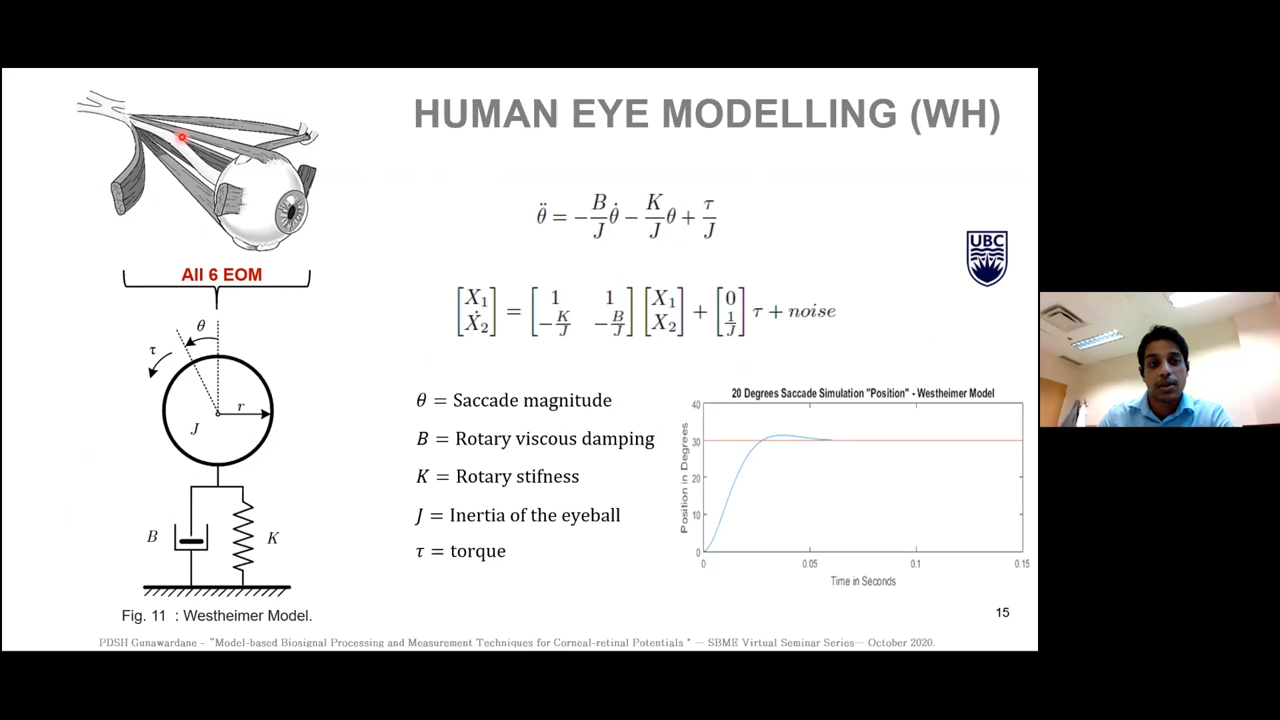 HUMAN EYE MODELLING (WH)
θ̈ = −B/J θ̇ − K/J θ + τ/J
UBC
All 6 EOM
[X₁ Ẋ₂] = [1 1 −K/J −B/J] [X₁ X₂] + [0 1/J] τ + noise
θ
τ
r
J
B
K
Fig. 11 : Westheimer Model.
θ = Saccade magnitude
B = Rotary viscous damping
K = Rotary stifness
J = Inertia of the eyeball
τ = torque
20 Degrees Saccade Simulation "Position" - Westheimer Model
Position in Degrees
40
30
20
10
0
0 0.05 0.1 0.15
Time in Seconds
15
PDSH Gunawardane - "Model-based Biosignal Processing and Measurement Techniques for Corneal-retinal Potentials " — SBME Virtual Seminar Series— October 2020.